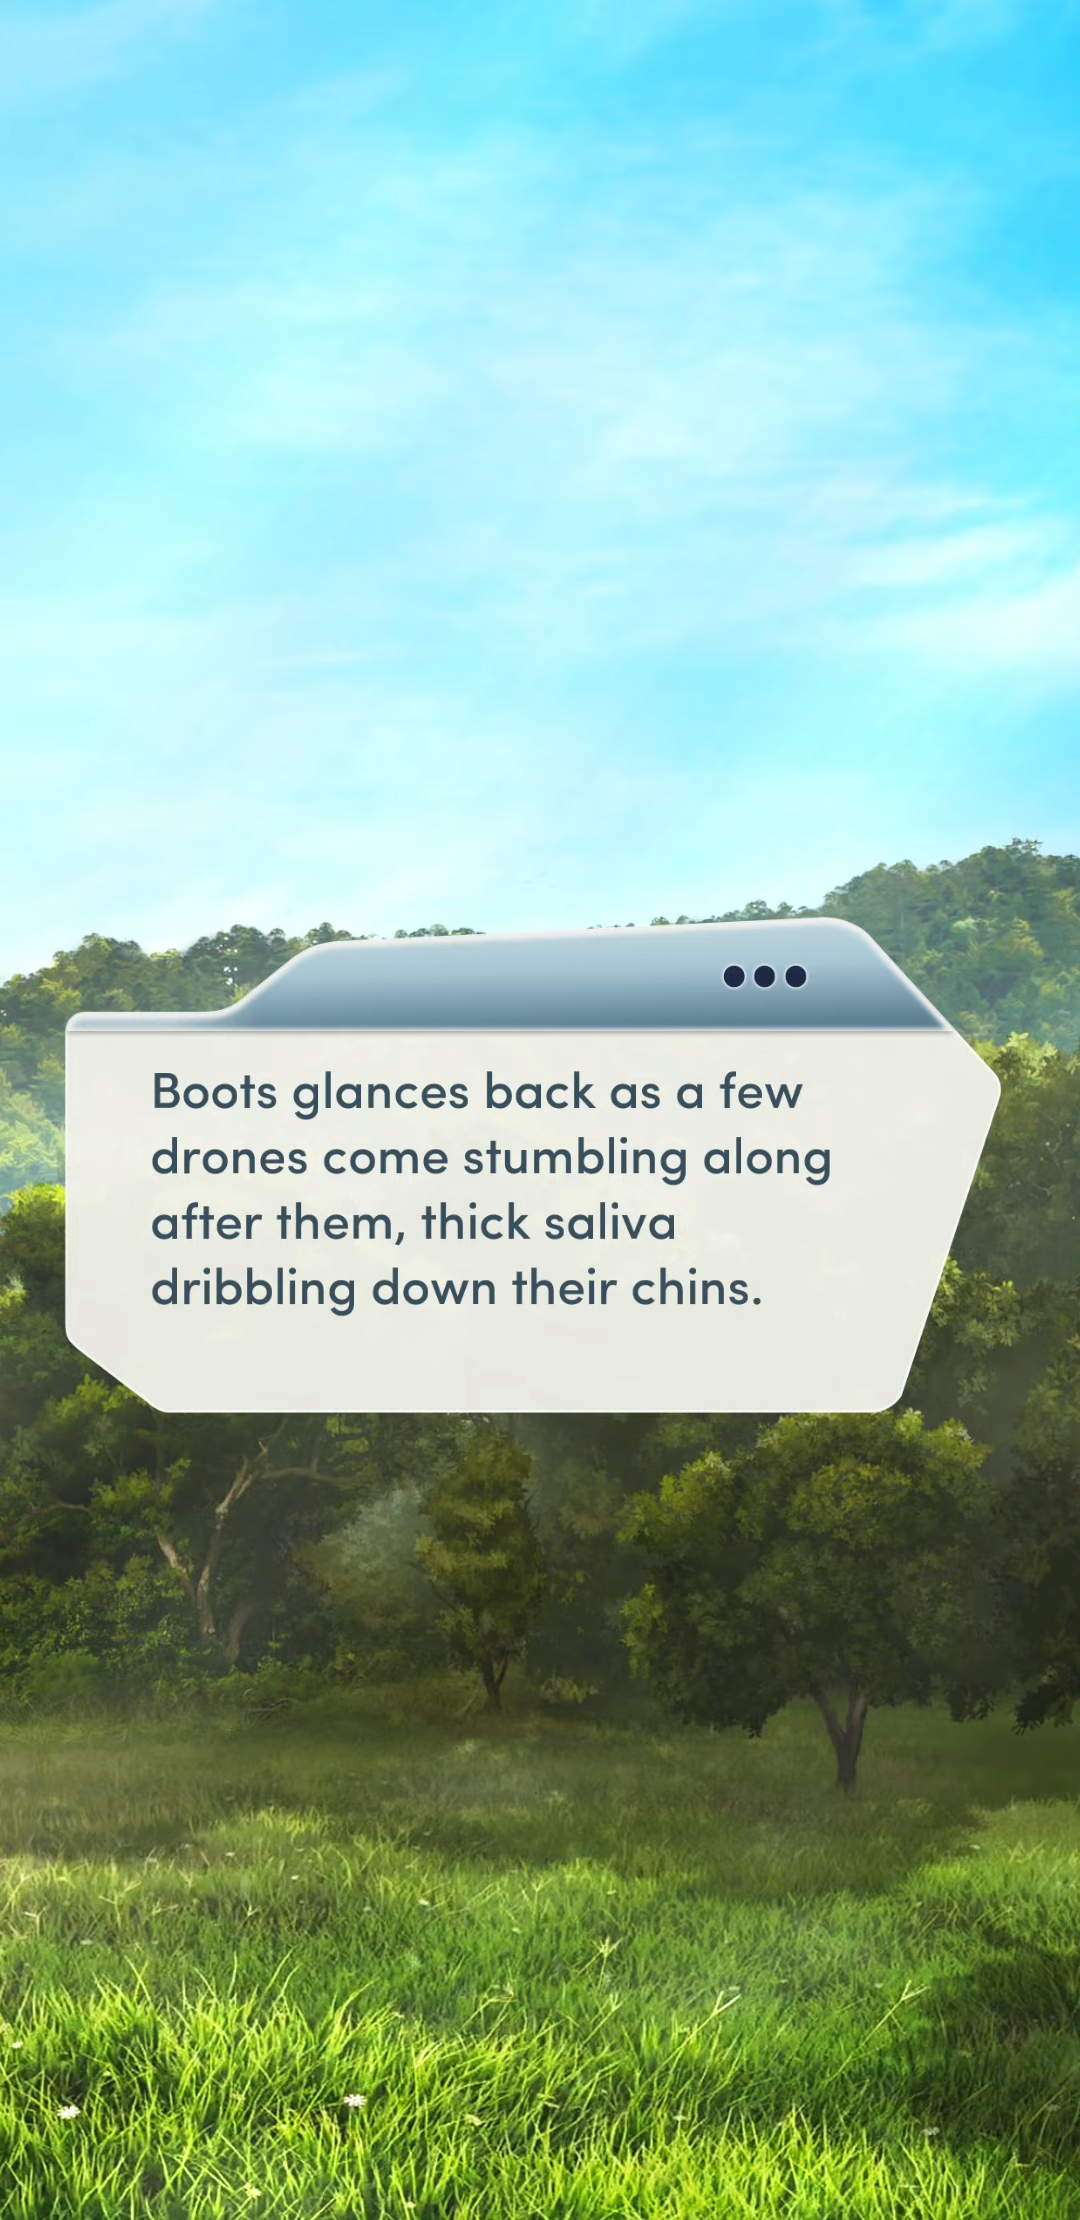 Boots glances back as a few
drones come stumbling along
after them, thick saliva
dribbling down their chins.